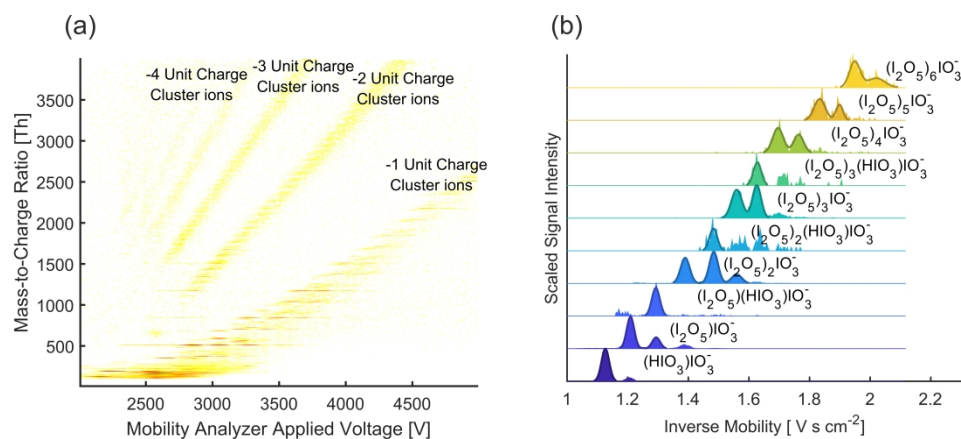 (a)
-4 Unit Charge
Cluster ions
-3 Unit Charge
Cluster ions
-2 Unit Charge
Cluster ions
-1 Unit Charge
Cluster ions
3500
3000
2500
2000
1500
1000
500
Mass-to-Charge Ratio [Th]
2500 3000 3500 4000 4500
Mobility Analyzer Applied Voltage [V]
(b)
(I₂O₅)₆IO₃⁻
(I₂O₅)₅IO₃⁻
(I₂O₅)₄IO₃⁻
(I₂O₅)₃(HIO₃)IO₃⁻
(I₂O₅)₃IO₃⁻
(I₂O₅)₂(HIO₃)IO₃⁻
(I₂O₅)₂IO₃⁻
(I₂O₅)(HIO₃)IO₃⁻
(I₂O₅)IO₃⁻
(HIO₃)IO₃⁻
Scaled Signal Intensity
1 1.2 1.4 1.6 1.8 2 2.2
Inverse Mobility [ V s cm⁻²]